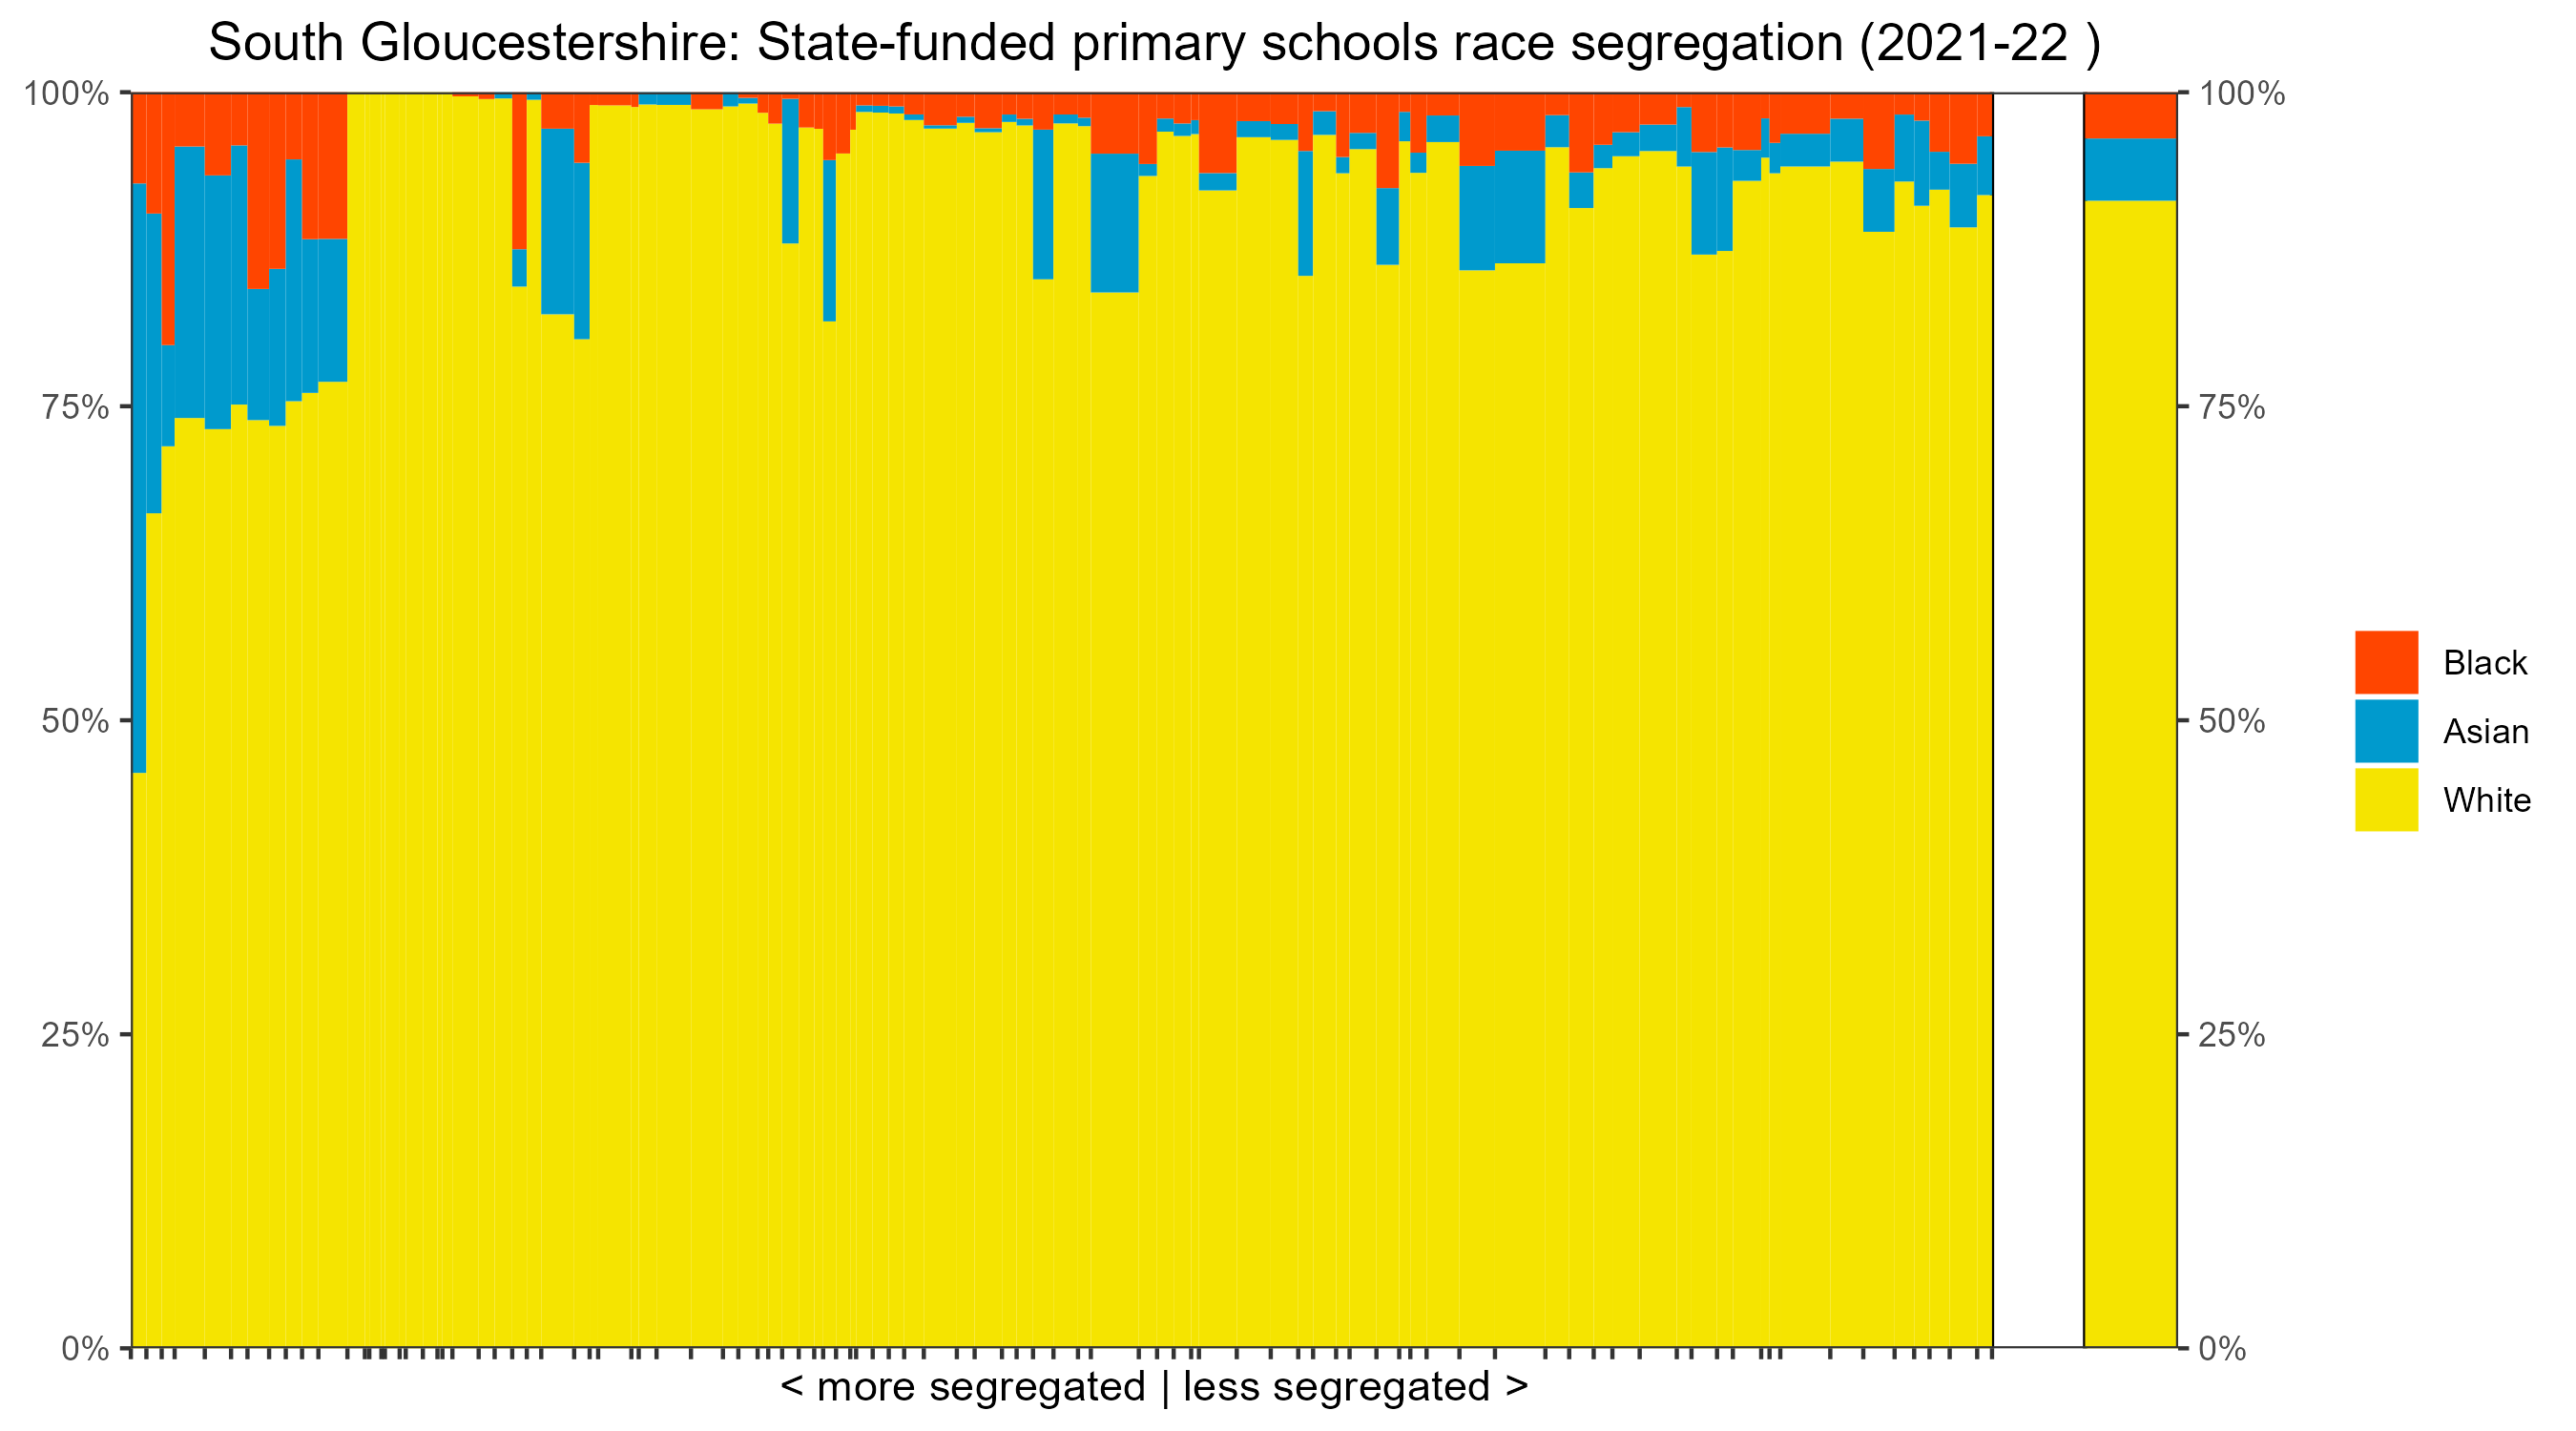 South Gloucestershire: State-funded primary schools race segregation (2021-22 )
100%
75%
50%
25%
0%
100%
75%
50%
25%
0%
Black
Asian
White
< more segregated | less segregated >